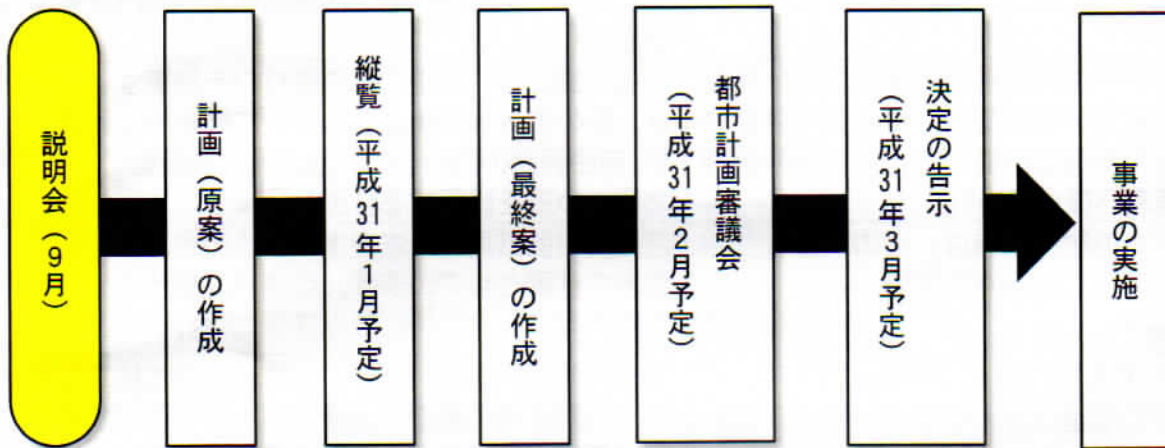 説明会（9月）
計画（原案）の作成
縦覧（平成31年1月予定）
計画（最終案）の作成
都市計画審議会
（平成31年2月予定）
決定の告示
（平成31年3月予定）
事業の実施